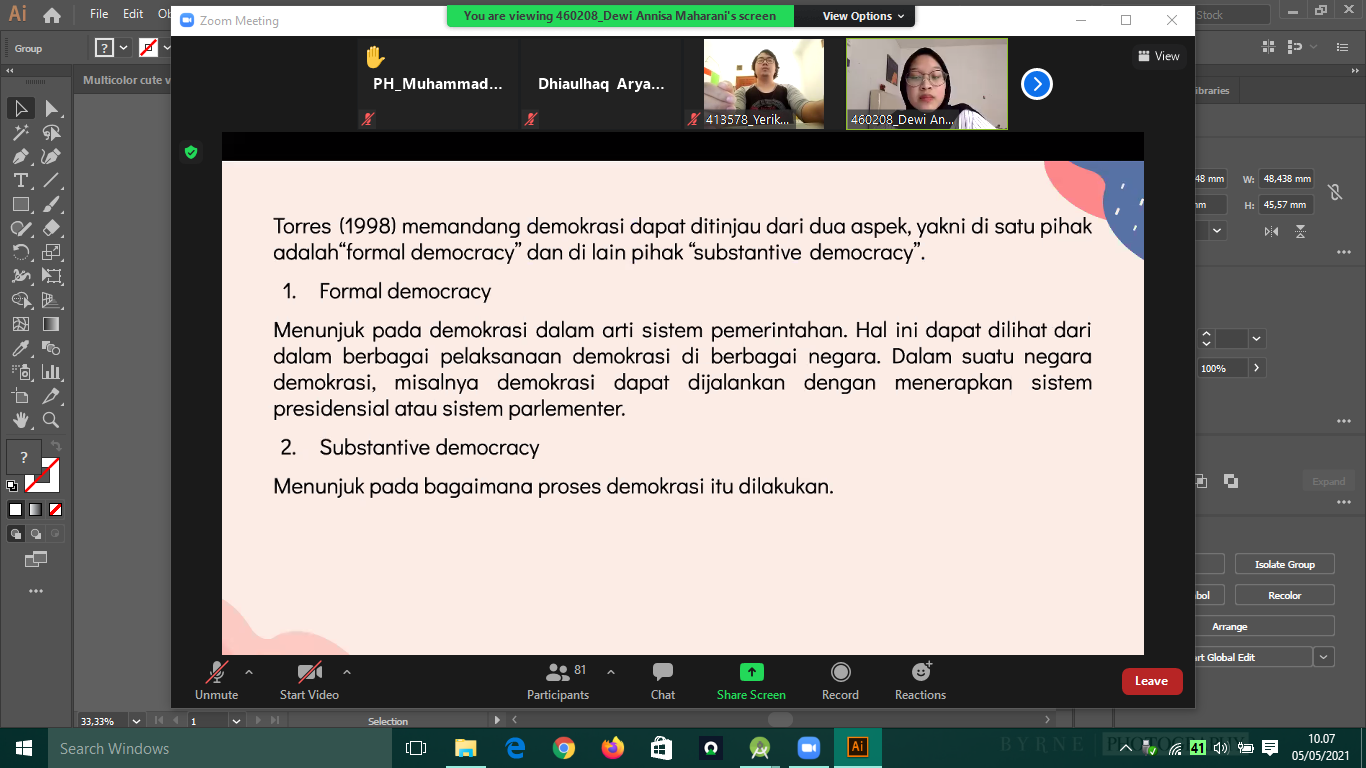 Ai File Edit
Zoom Meeting
You are viewing 460208_Dewi Annisa Maharani's screen
View Options
Stock
Group
?
Multicolor cute v
PH_Muhammad...
Dhiaulhaq Arya...
413578_Yerik...
460208_Dewi An...
View
ibraries
Torres (1998) memandang demokrasi dapat ditinjau dari dua aspek, yakni di satu pihak
adalah“formal democracy” dan di lain pihak “substantive democracy”.
1. Formal democracy
Menunjuk pada demokrasi dalam arti sistem pemerintahan. Hal ini dapat dilihat dari
dalam berbagai pelaksanaan demokrasi di berbagai negara. Dalam suatu negara
demokrasi, misalnya demokrasi dapat dijalankan dengan menerapkan sistem
presidensial atau sistem parlementer.
2. Substantive democracy
Menunjuk pada bagaimana proses demokrasi itu dilakukan.
48 mm W: 48,438 mm
mm H: 45,57 mm
100%
?
Expand
Isolate Group
bol Recolor
Arrange
rt Global Edit
Unmute
Start Video
81
Participants
Chat
Share Screen
Record
Reactions
Leave
33,33% 1 Selection
Search Windows
Ai
BYRNE PHOTOGRAPHY
41
10.07
05/05/2021